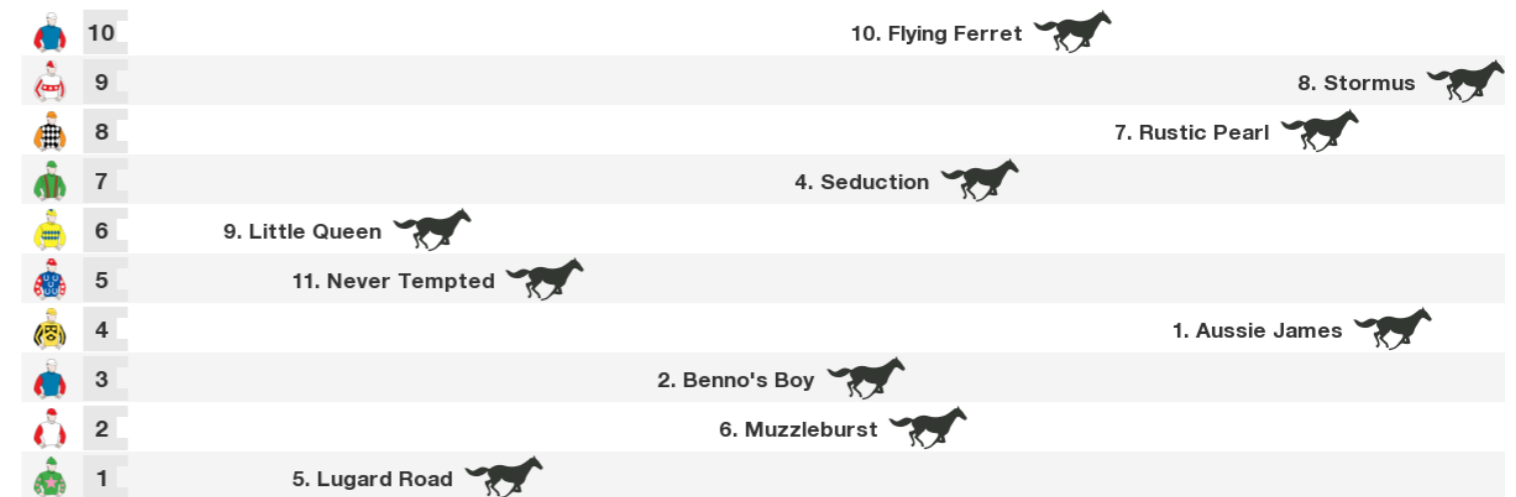 10 10. Flying Ferret
9 8. Stormus
8 7. Rustic Pearl
7 4. Seduction
6 9. Little Queen
5 11. Never Tempted
4 1. Aussie James
3 2. Benno's Boy
2 6. Muzzleburst
1 5. Lugard Road